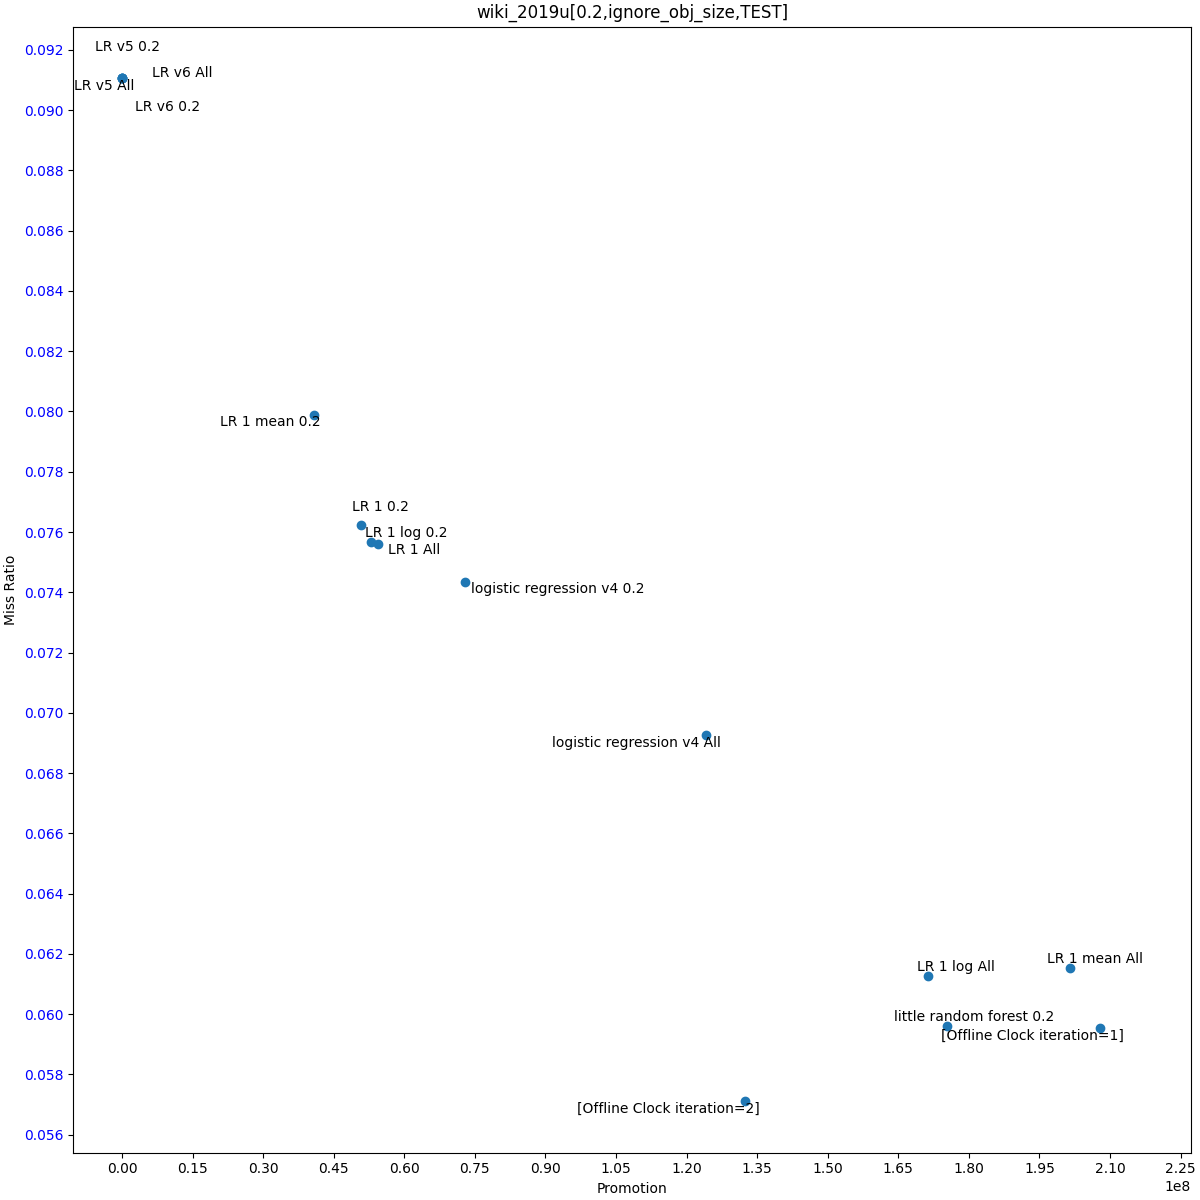 wiki_2019u[0.2,ignore_obj_size,TEST]
0.092
0.090
0.088
0.086
0.084
0.082
0.080
0.078
0.076
0.074
0.072
0.070
0.068
0.066
0.064
0.062
0.060
0.058
0.056
Miss Ratio
LR v5 0.2
LR v6 All
LR v5 All
LR v6 0.2
LR 1 mean 0.2
LR 1 0.2
LR 1 log 0.2
LR 1 All
logistic regression v4 0.2
logistic regression v4 All
LR 1 mean All
LR 1 log All
little random forest 0.2
[Offline Clock iteration=1]
[Offline Clock iteration=2]
0.00 0.15 0.30 0.45 0.60 0.75 0.90 1.05 1.20 1.35 1.50 1.65 1.80 1.95 2.10 2.25
1e8
Promotion